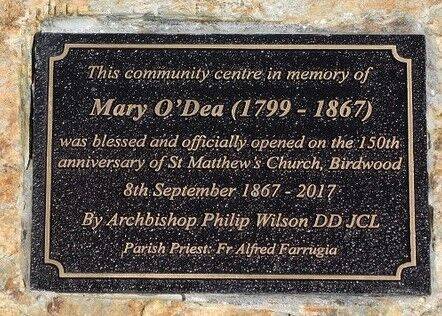 This community centre in memory of
Mary O'Dea (1799 - 1867)
was blessed and officially opened on the 150th
anniversary of St Matthew's Church, Birdwood
8th September 1867 - 2017
By Archbishop Philip Wilson DD JCL
Parish Priest: Fr Alfred Farrugia